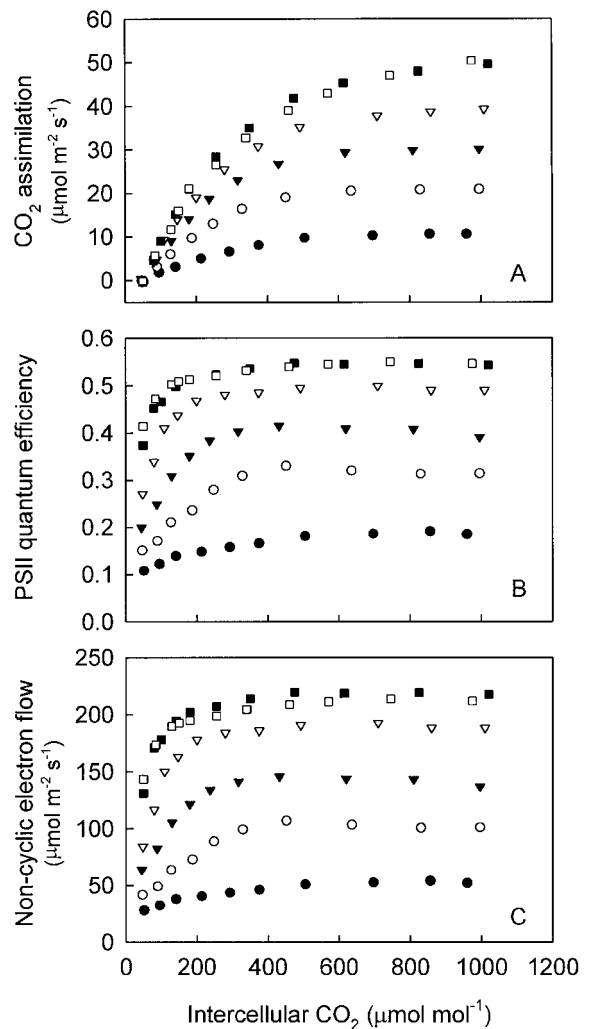 60
50
40
30
20
10
0
CO₂ assimilation
(μmol m⁻² s⁻¹)
A
0.6
0.5
0.4
0.3
0.2
0.1
0.0
PSII quantum efficiency
B
250
200
150
100
50
0
Non-cyclic electron flow
(μmol m⁻² s⁻¹)
C
0 200 400 600 800 1000 1200
Intercellular CO₂ (μmol mol⁻¹)